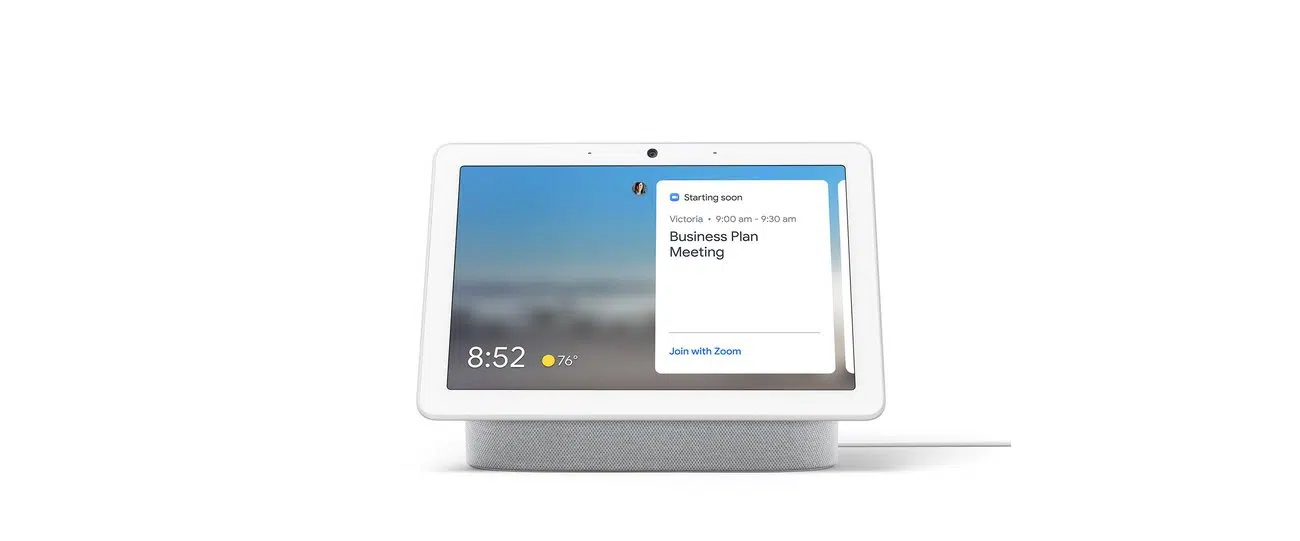 Starting soon
Victoria • 9:00 am - 9:30 am
Business Plan
Meeting
Join with Zoom
8:52 76°